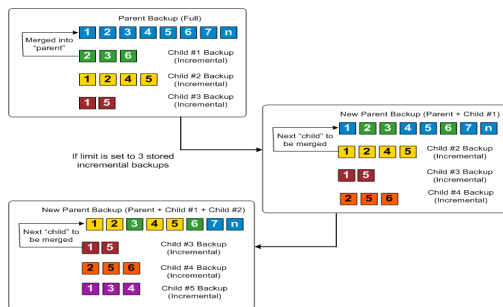 Parent Backup (Full)
Merged into
"parent"
1 2 3 4 5 6 7 n
2 3 6
Child #1 Backup
(Incremental)
1 2 4 5
Child #2 Backup
(Incremental)
1 5
Child #3 Backup
(Incremental)
If limit is set to 3 stored
incremental backups
New Parent Backup (Parent + Child #1)
Next "child" to
be merged
1 2 3 4 5 6 7 n
1 2 4 5
Child #2 Backup
(Incremental)
1 5
Child #3 Backup
(Incremental)
2 5 6
Child #4 Backup
(Incremental)
New Parent Backup (Parent + Child #1 + Child #2)
Next "child" to
be merged
1 2 3 4 5 6 7 n
1 5
Child #3 Backup
(Incremental)
2 5 6
Child #4 Backup
(Incremental)
1 3 4
Child #5 Backup
(Incremental)